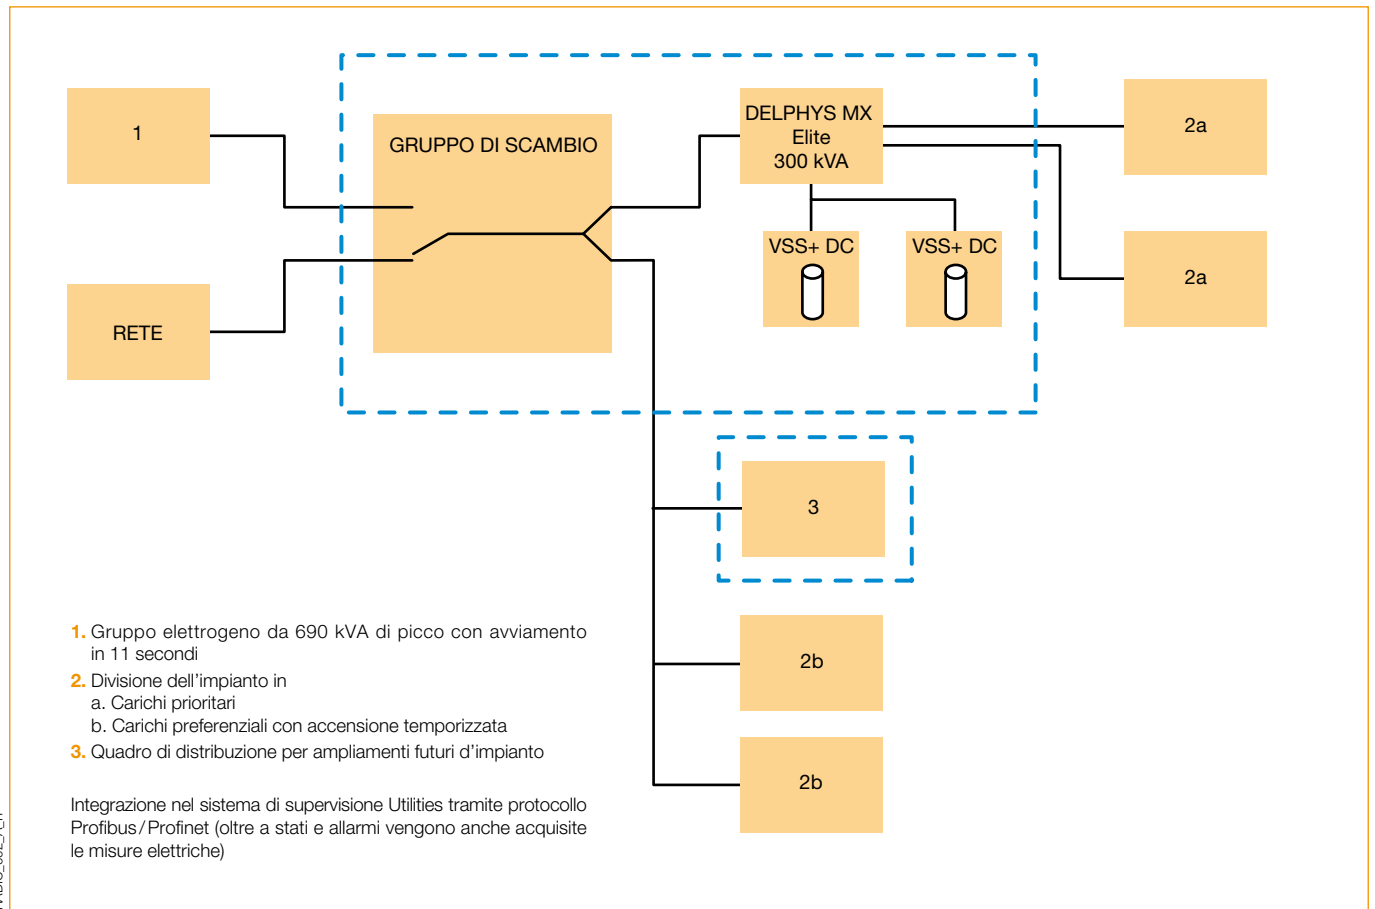 1
GRUPPO DI SCAMBIO
DELPHYS MX
Elite
300 kVA
2a
VSS+ DC
VSS+ DC
2a
RETE
3
2b
2b
1. Gruppo elettrogeno da 690 kVA di picco con avviamento
in 11 secondi
2. Divisione dell'impianto in
a. Carichi prioritari
b. Carichi preferenziali con accensione temporizzata
3. Quadro di distribuzione per ampliamenti futuri d'impianto
Integrazione nel sistema di supervisione Utilities tramite protocollo
Profibus/Profinet (oltre a stati e allarmi vengono anche acquisite
le misure elettriche)